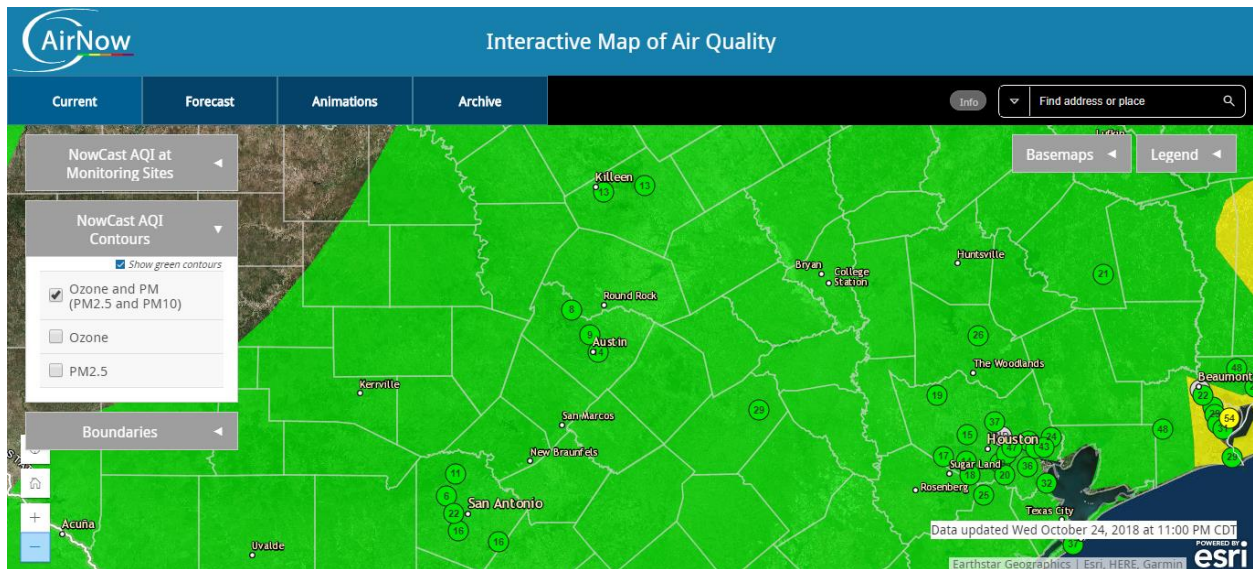 AirNow
Interactive Map of Air Quality
Current
Forecast
Animations
Archive
Info
Find address or place
NowCast AQI at
Monitoring Sites
Basemaps
Legend
NowCast AQI
Contours
Show green contours
Ozone and PM
(PM2.5 and PM10)
Ozone
PM2.5
Boundaries
Killeen
13
13
Bryan
College
Station
Huntsville
21
Round Rock
8
9
Austin
26
The Woodlands
48
Beaumont
22
Kerrville
29
19
San Marcos
37
54
48
15
Houston
24
43
New Braunfels
17
Sugar Land
36
29
11
18
20
32
6
San Antonio
Rosenberg
25
22
Texas City
16
16
+
Acuña
Data updated Wed October 24, 2018 at 11:00 PM CDT
−
Uvalde
37
POWERED BY
esri
Earthstar Geographics | Esri, HERE, Garmin